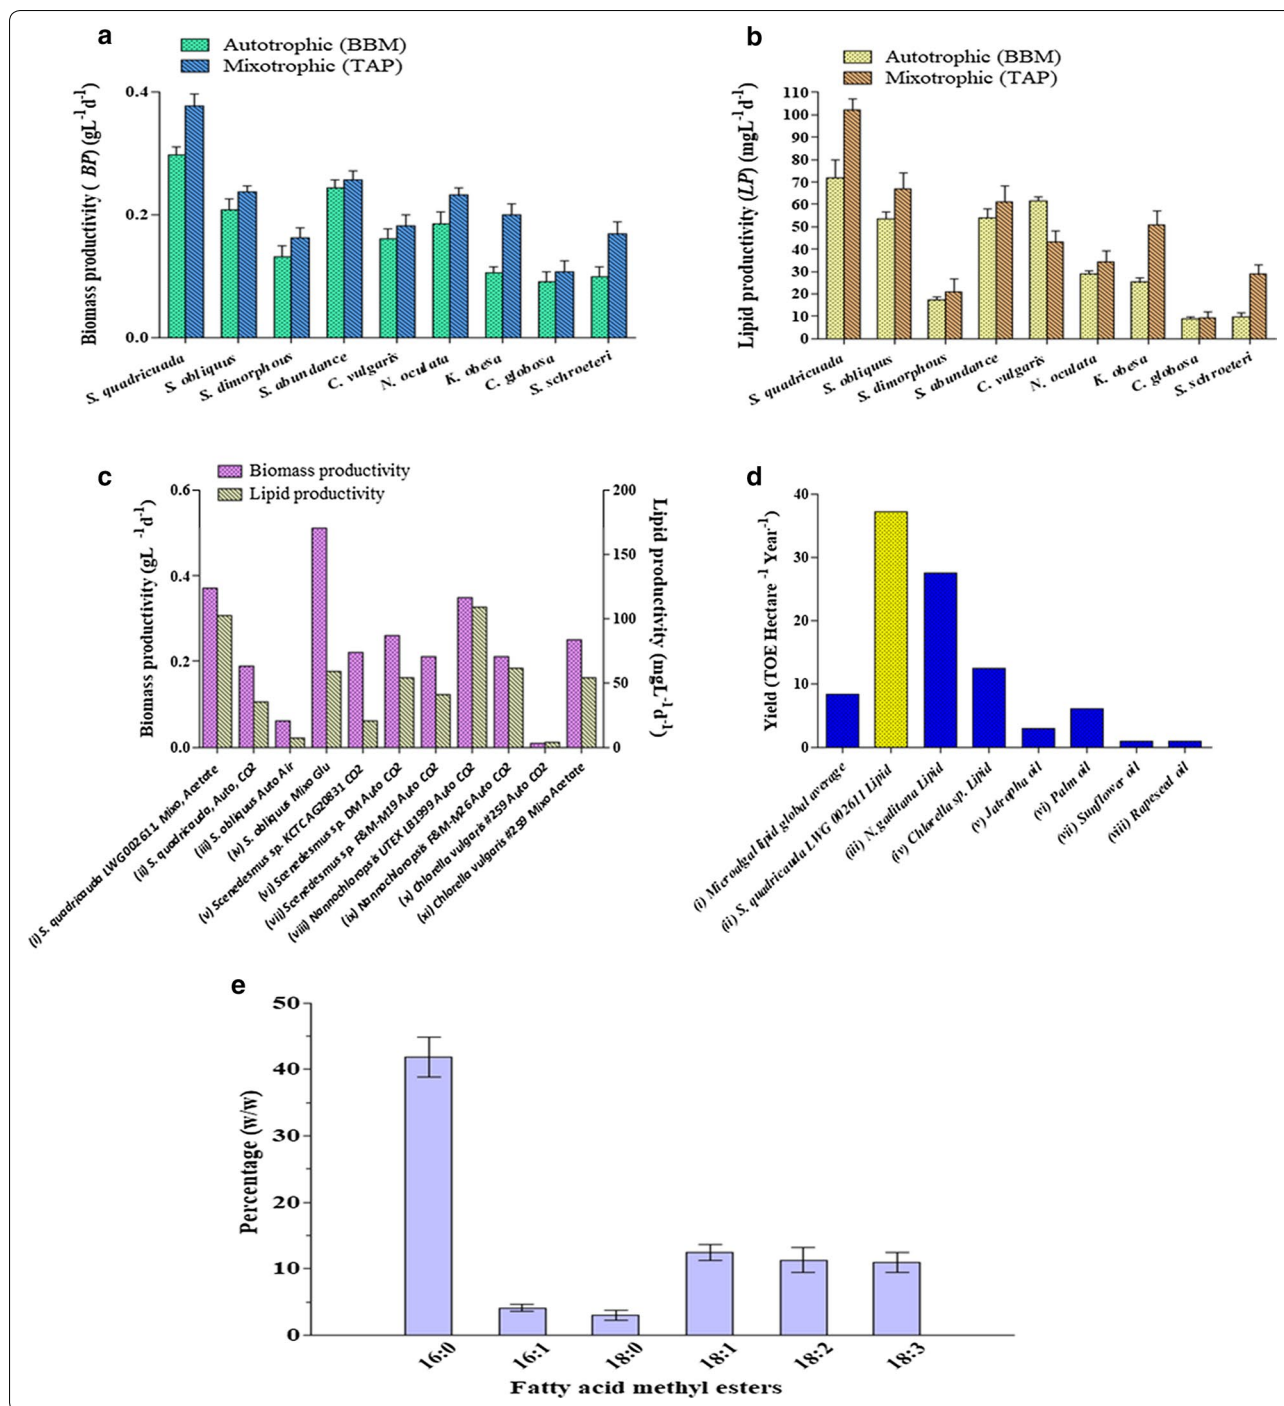 a
Autotrophic (BBM)
Mixotrophic (TAP)
Biomass productivity ( BP) (gL -1d-1)
0.4
0.2
0.0
S. quadricuada
S. obliquus
S. dimorphous
S. abundance
C. vulgaris
N. oculata
K. obesa
C. globosa
S. schroeteri
b
Autotrophic (BBM)
Mixotrophic (TAP)
Lipid productivity (LP) (mgL-1d-1)
110
100
90
80
70
60
50
40
30
20
10
0
S. quadricuada
S. obliquus
S. dimorphous
S. abundance
C. vulgaris
N. oculata
K. obesa
C. globosa
S. schroeteri
c
Biomass productivity
Lipid productivity
Biomass productivity (gL -1d-1)
0.6
0.4
0.2
0.0
200
150
100
50
0
Lipid productivity (mgL-1d-1)
(i) S. quadricauda LWG002611 Mixo, Acetate
(ii) S. quadricauda, Auto, CO2
(iii) S. obliquus Auto Air
(iv) S. obliquus Mixo Glu
(v) Scenedesmus sp. KCTC AG20831 CO2
(vi) Scenedesmus sp. DM Auto CO2
(vii) Scenedesmus sp. F&M-M19 Auto CO2
(viii) Nannochloropsis UTEX LB1999 Auto CO2
(ix) Nannochloropsis F&M-M26 Auto CO2
(x) Chlorella vulgaris #259 Auto CO2
(xi) Chlorella vulgaris #259 Mixo Acetate
d
Yield (TOE Hectare -1 Year-1)
40
30
20
10
0
(i) Microalgal lipid global average
(ii) S. quadricaula LWG 002611 Lipid
(iii) N. gaditana Lipid
(iv) Chlorella sp. Lipid
(v) Jatropha oil
(vi) Palm oil
(vii) Sunflower oil
(viii) Rapeseed oil
e
Percentage (w/w)
50
40
30
20
10
0
16:0
16:1
18:0
18:1
18:2
18:3
Fatty acid methyl esters